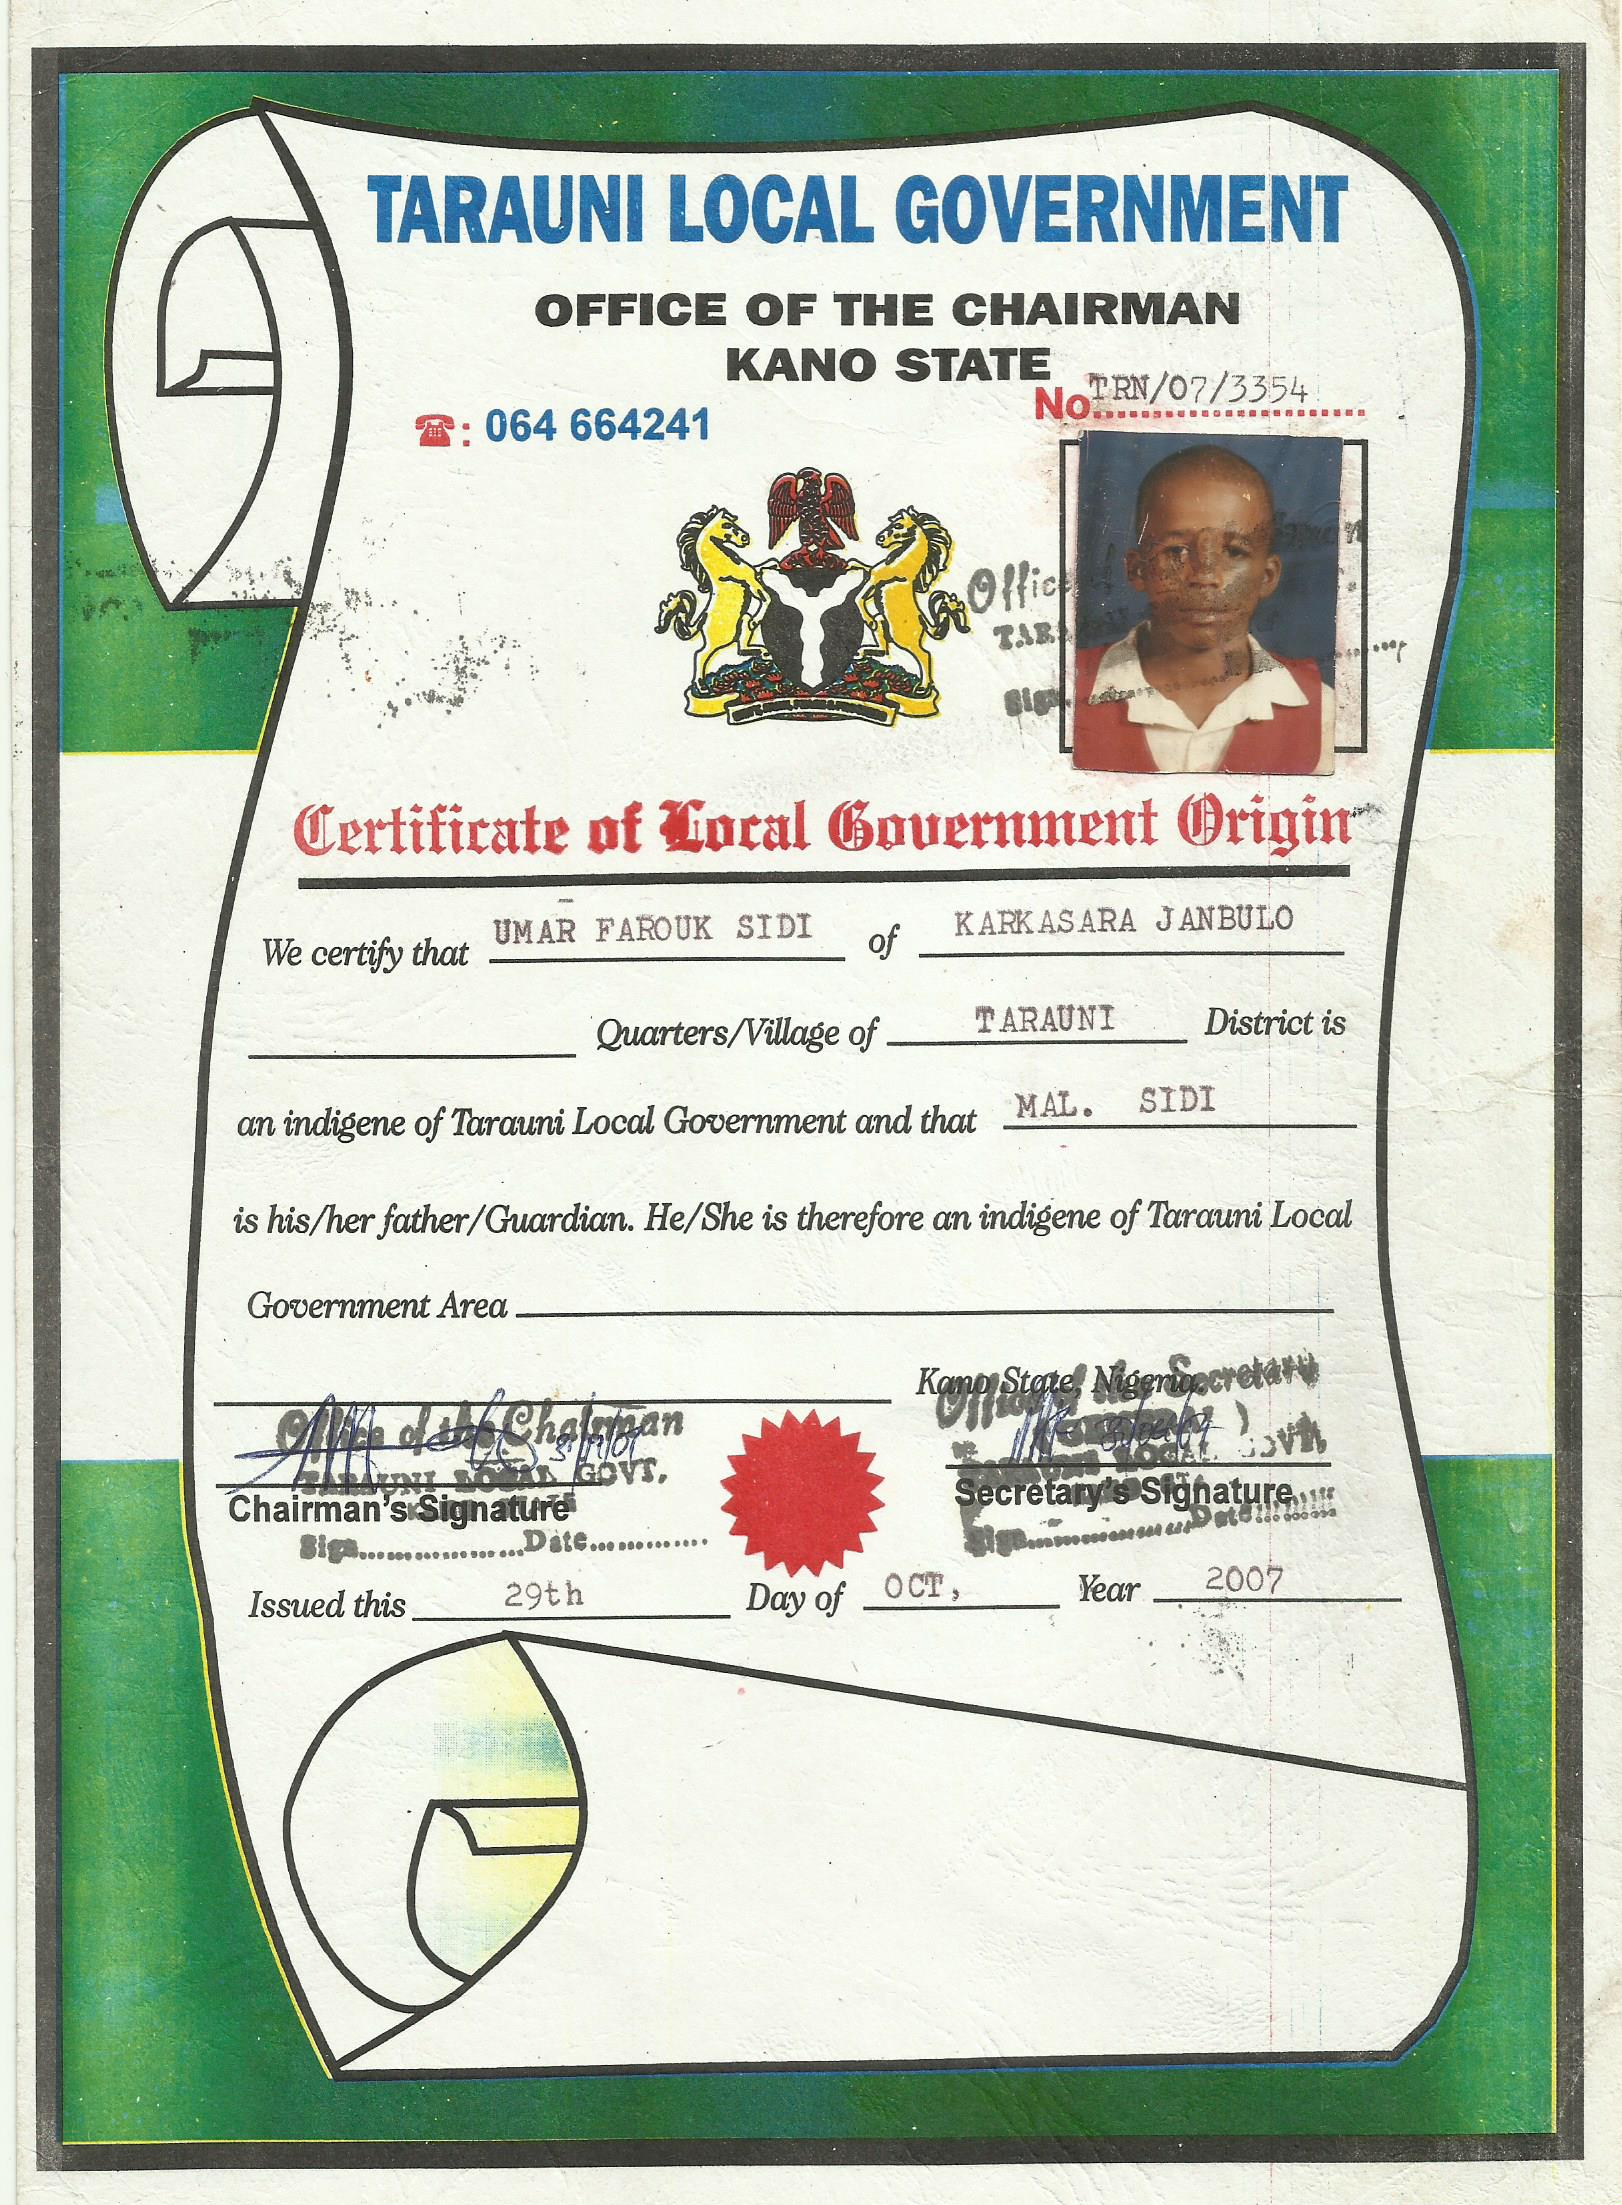 TARAUNI LOCAL GOVERNMENT
OFFICE OF THE CHAIRMAN
KANO STATE
No TRN/07/3354
: 064 664241
Office of
TAR
Sign.
Certificate of Local Government Origin
We certify that UMAR FAROUK SIDI of KARKASARA JANBULO
Quarters/Village of TARAUNI District is
an indigene of Tarauni Local Government and that MAL. SIDI
is his/her father/Guardian. He/She is therefore an indigene of Tarauni Local
Government Area
Kano State, Nigeria.
Office of the Chairman
TARAUNI LOCAL GOVT.
Chairman's Signature
Sign..................Date.............
Office of the Secretary
TARAUNI LOCAL GOVT.
Secretary's Signature
Sign..................Date.............
Issued this 29th Day of OCT, Year 2007